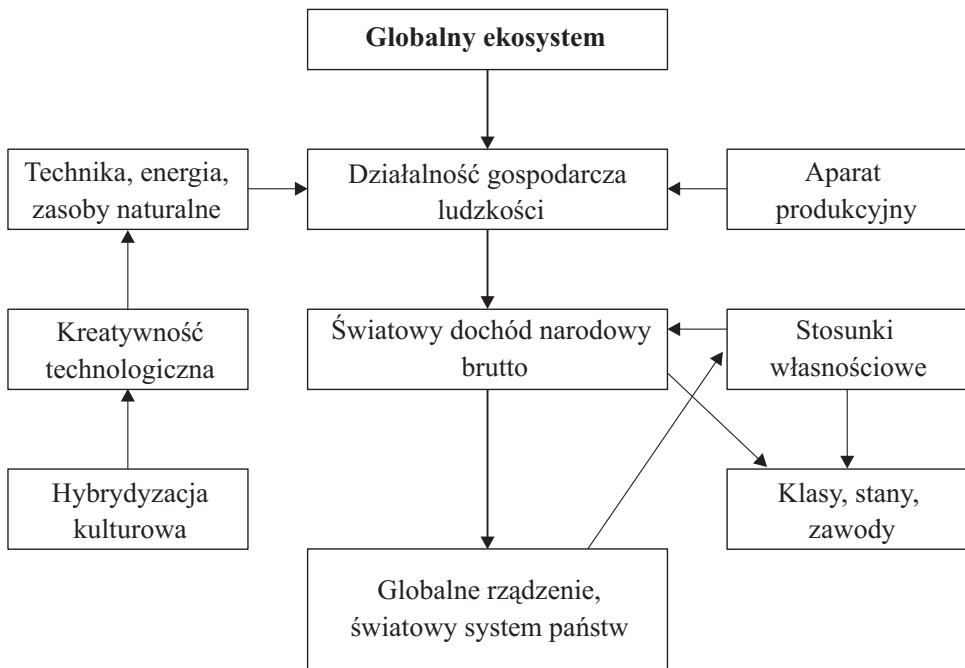 Globalny ekosystem
Technika, energia,
zasoby naturalne
Działalność gospodarcza
ludzkości
Aparat
produkcyjny
Kreatywność
technologiczna
Światowy dochód narodowy
brutto
Stosunki
własnościowe
Hybrydyzacja
kulturowa
Globalne rządzenie,
światowy system państw
Klasy, stany,
zawody